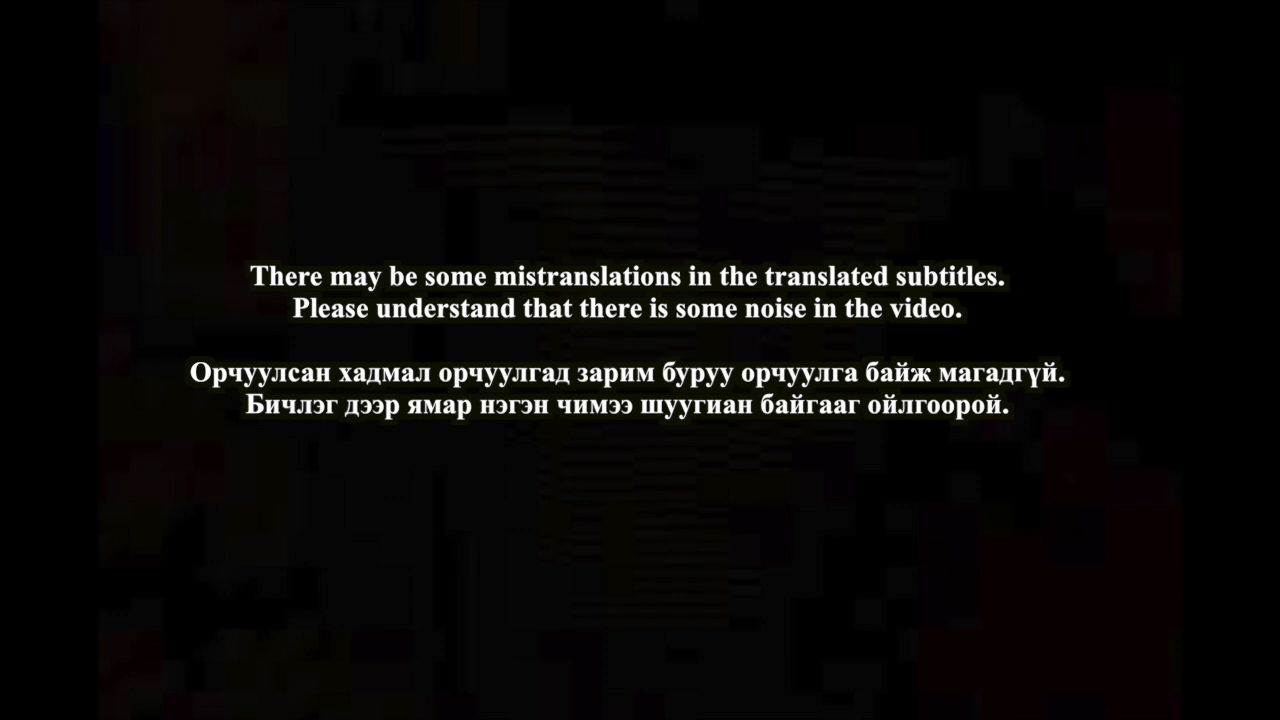 There may be some mistranslations in the translated subtitles.
Please understand that there is some noise in the video.
Орчуулсан хадмал орчуулгад зарим буруу орчуулга байж магадгүй.
Бичлэг дээр ямар нэгэн чимээ шуугиан байгааг ойлгоорой.